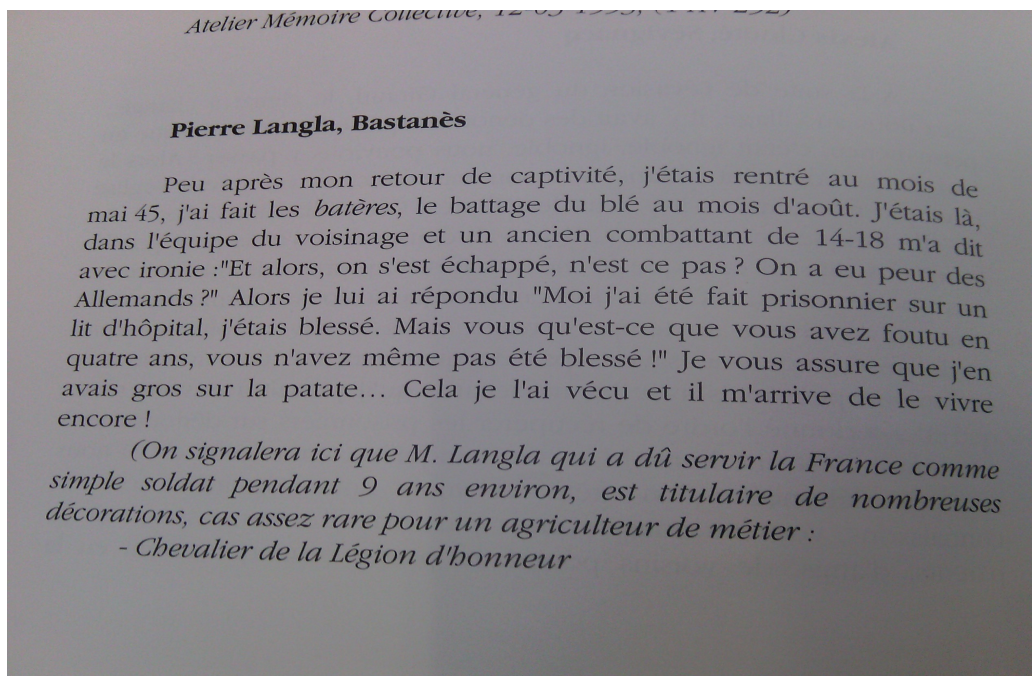 Atelier Mémoire Collective, 12-05-1995,
Pierre Langla, Bastanès
Peu après mon retour de captivité, j'étais rentré au mois de
mai 45, j'ai fait les batères, le battage du blé au mois d'août. J'étais là,
dans l'équipe du voisinage et un ancien combattant de 14-18 m'a dit
avec ironie :"Et alors, on s'est échappé, n'est ce pas ? On a eu peur des
Allemands ?" Alors je lui ai répondu "Moi j'ai été fait prisonnier sur un
lit d'hôpital, j'étais blessé. Mais vous qu'est-ce que vous avez foutu en
quatre ans, vous n'avez même pas été blessé !" Je vous assure que j'en
avais gros sur la patate... Cela je l'ai vécu et il m'arrive de le vivre
encore !
(On signalera ici que M. Langla qui a dû servir la France comme
simple soldat pendant 9 ans environ, est titulaire de nombreuses
décorations, cas assez rare pour un agriculteur de métier :
- Chevalier de la Légion d'honneur